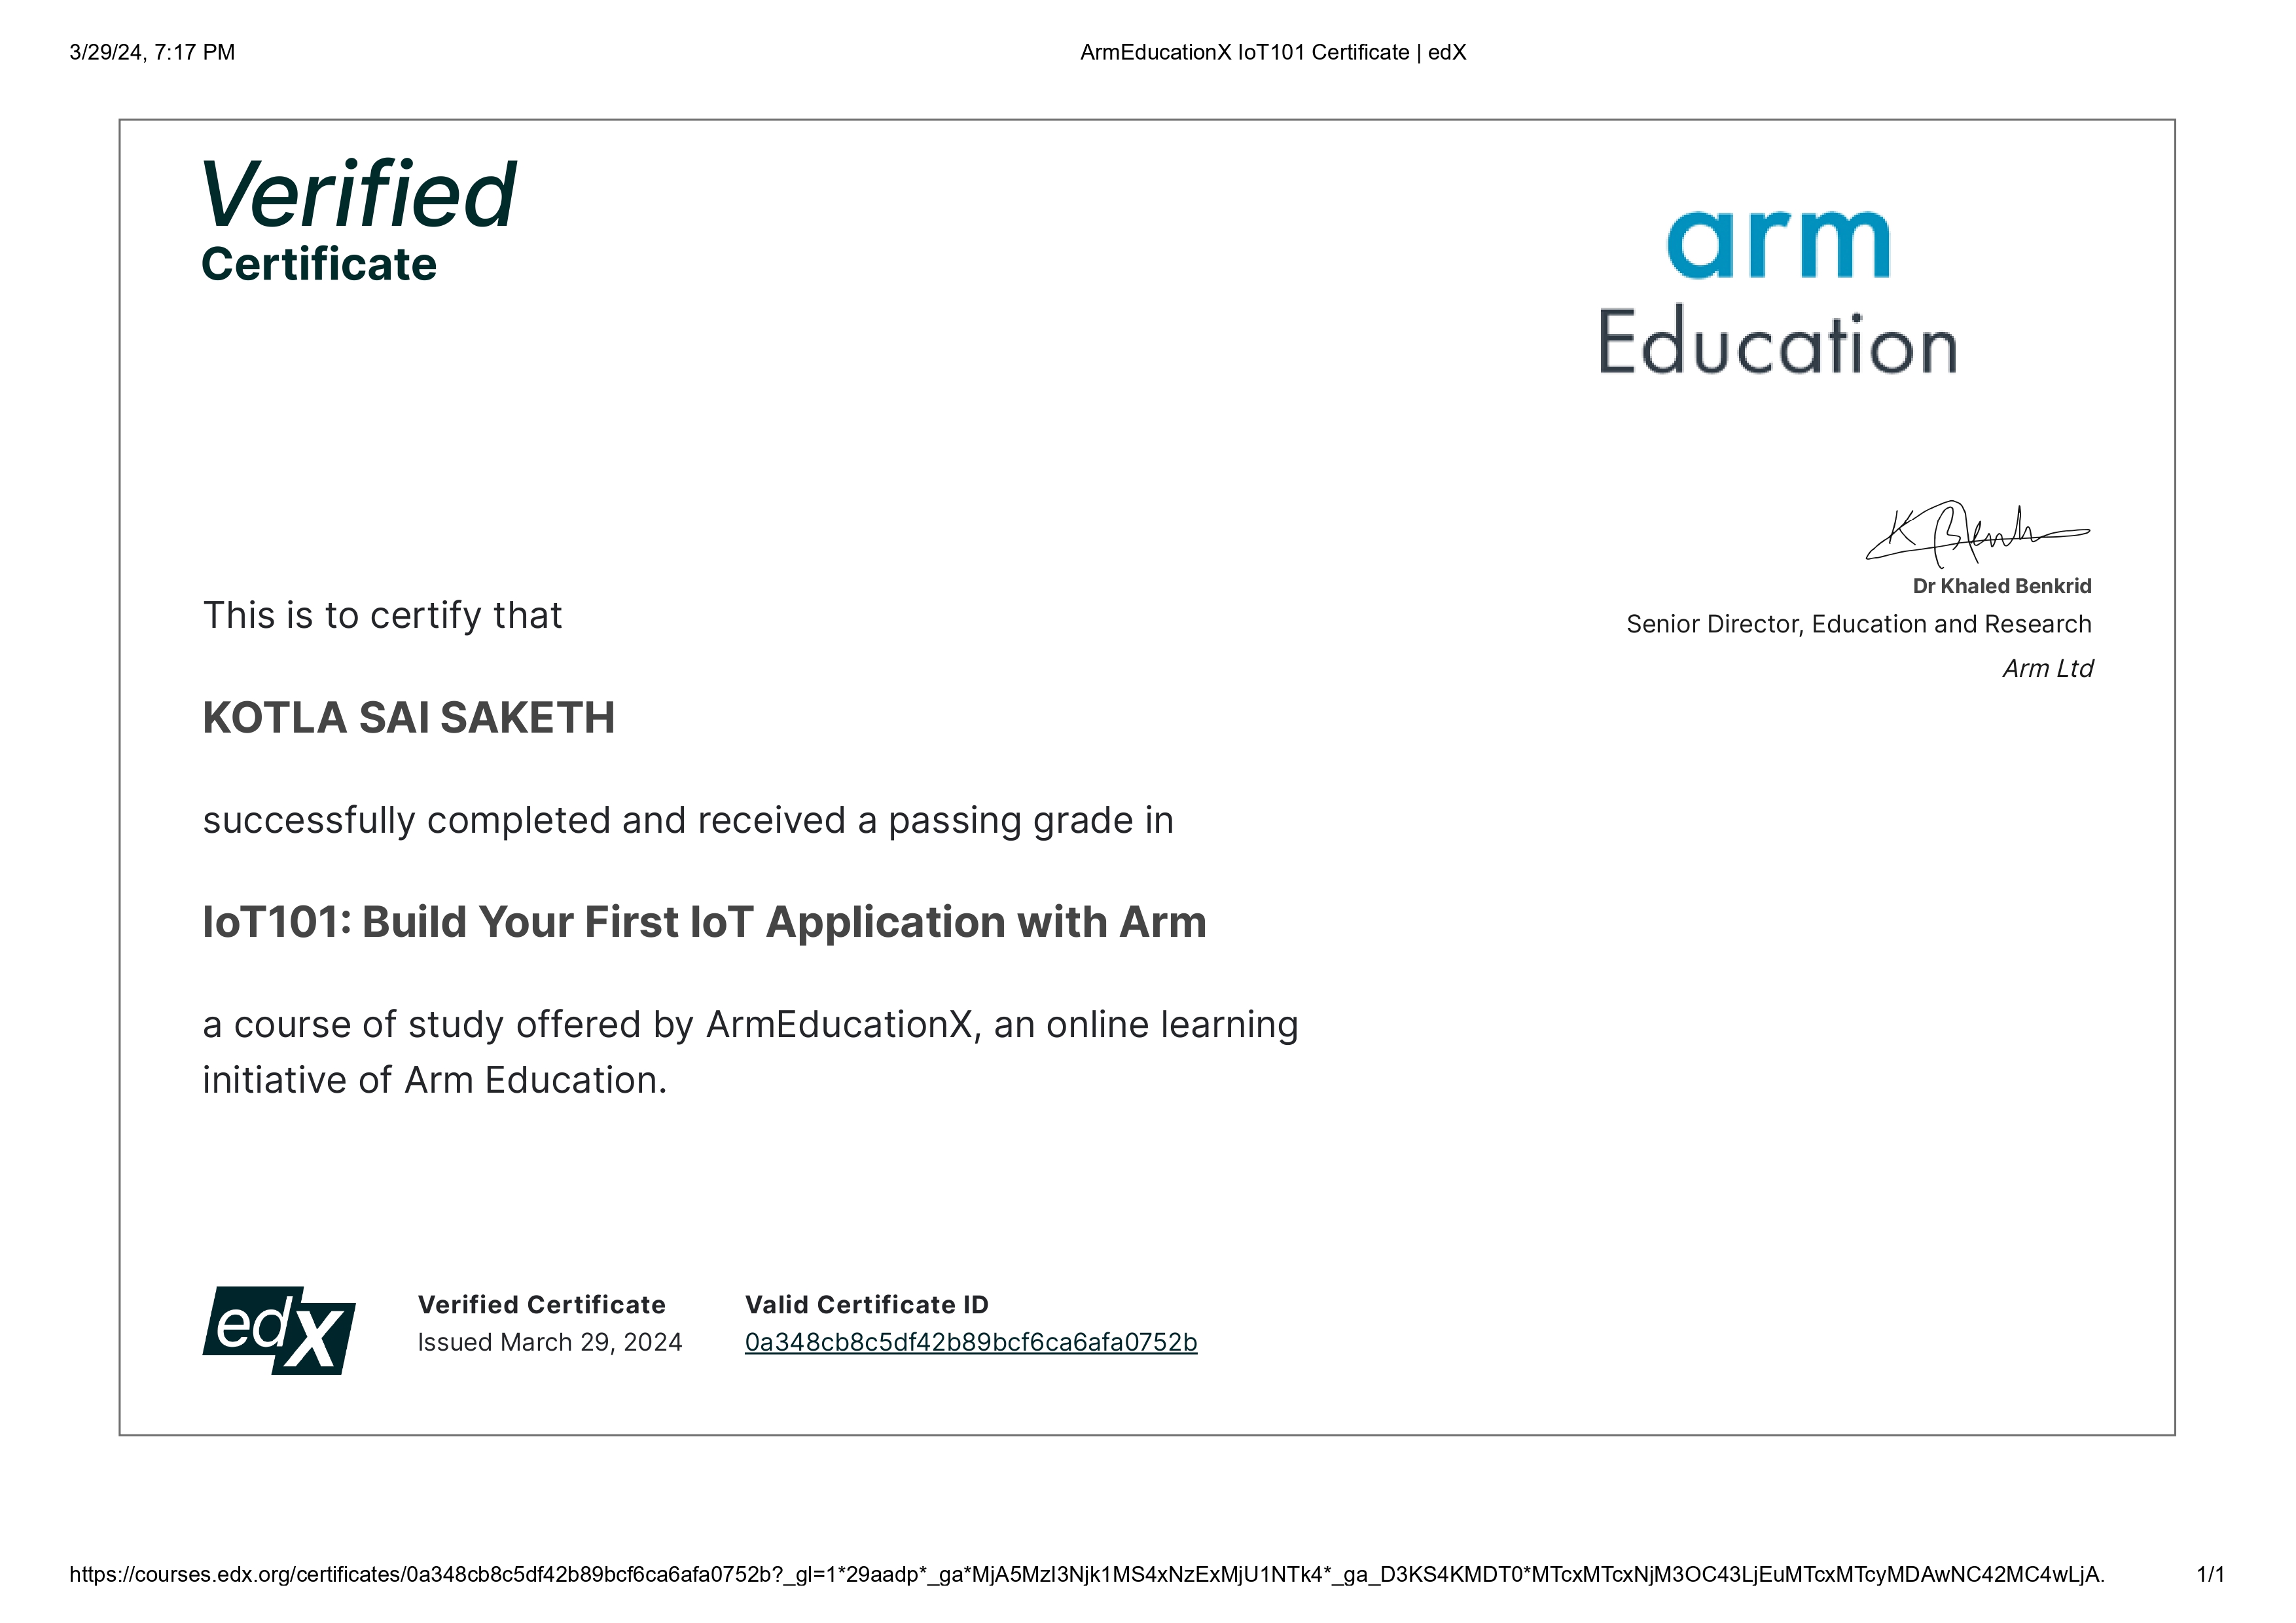 3/29/24, 7:17 PM
ArmEducationX IoT101 Certificate | edX
Verified
Certificate
arm
Education
K Benk
Dr Khaled Benkrid
Senior Director, Education and Research
Arm Ltd
This is to certify that
KOTLA SAI SAKETH
successfully completed and received a passing grade in
IoT101: Build Your First IoT Application with Arm
a course of study offered by ArmEducationX, an online learning
initiative of Arm Education.
edX
Verified Certificate
Issued March 29, 2024
Valid Certificate ID
0a348cb8c5df42b89bcf6ca6afa0752b
https://courses.edx.org/certificates/0a348cb8c5df42b89bcf6ca6afa0752b?_gl=1*29aadp*_ga*MjA5MzI3Njk1MS4xNzExMjU1NTk4*_ga_D3KS4KMDT0*MTcxMTcxNjM3OC43LjEuMTcxMTcyMDAwNC42MC4wLjA.
1/1